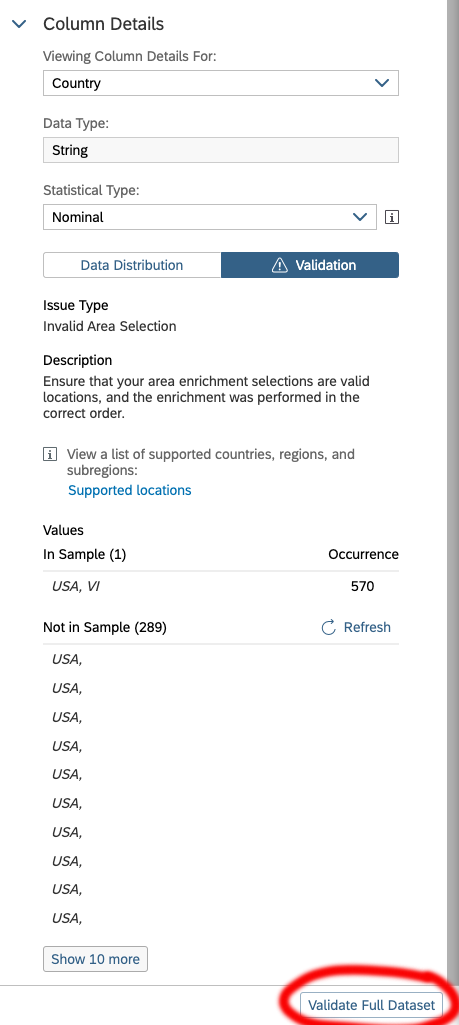 Column Details
Viewing Column Details For:
Country
Data Type:
String
Statistical Type:
Nominal
Data Distribution Validation
Issue Type
Invalid Area Selection
Description
Ensure that your area enrichment selections are valid
locations, and the enrichment was performed in the
correct order.
View a list of supported countries, regions, and
subregions:
Supported locations
Values
In Sample (1) Occurrence
USA, VI 570
Not in Sample (289) Refresh
USA,
USA,
USA,
USA,
USA,
USA,
USA,
USA,
USA,
USA,
Show 10 more
Validate Full Dataset